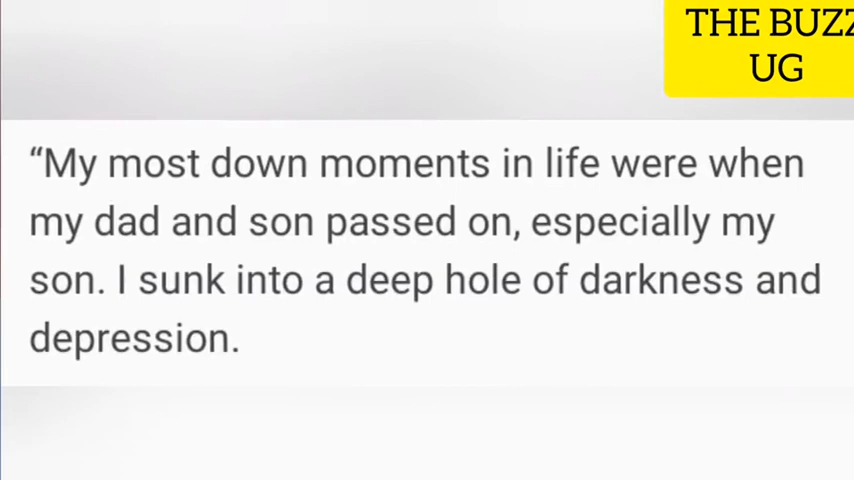 THE BUZZ
UG
“My most down moments in life were when
my dad and son passed on, especially my
son. I sunk into a deep hole of darkness and
depression.